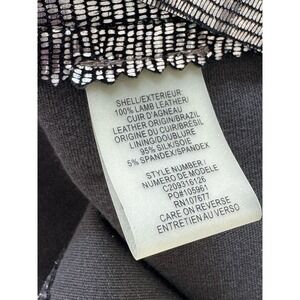 SHELL/EXTERIEUR
100% LAMB LEATHER/
CUIR D'AGNEAU
LEATHER ORIGIN/BRAZIL
ORIGINE DU CUIR/BRÉSIL
LINING/DOUBLURE
95% SILK/SOIE
5% SPANDEX/SPANDEX
STYLE NUMBER/
NUMERO DE MODELE
C209316126
PO#105961
RN107677
CARE ON REVERSE
ENTRETIEN AU VERSO